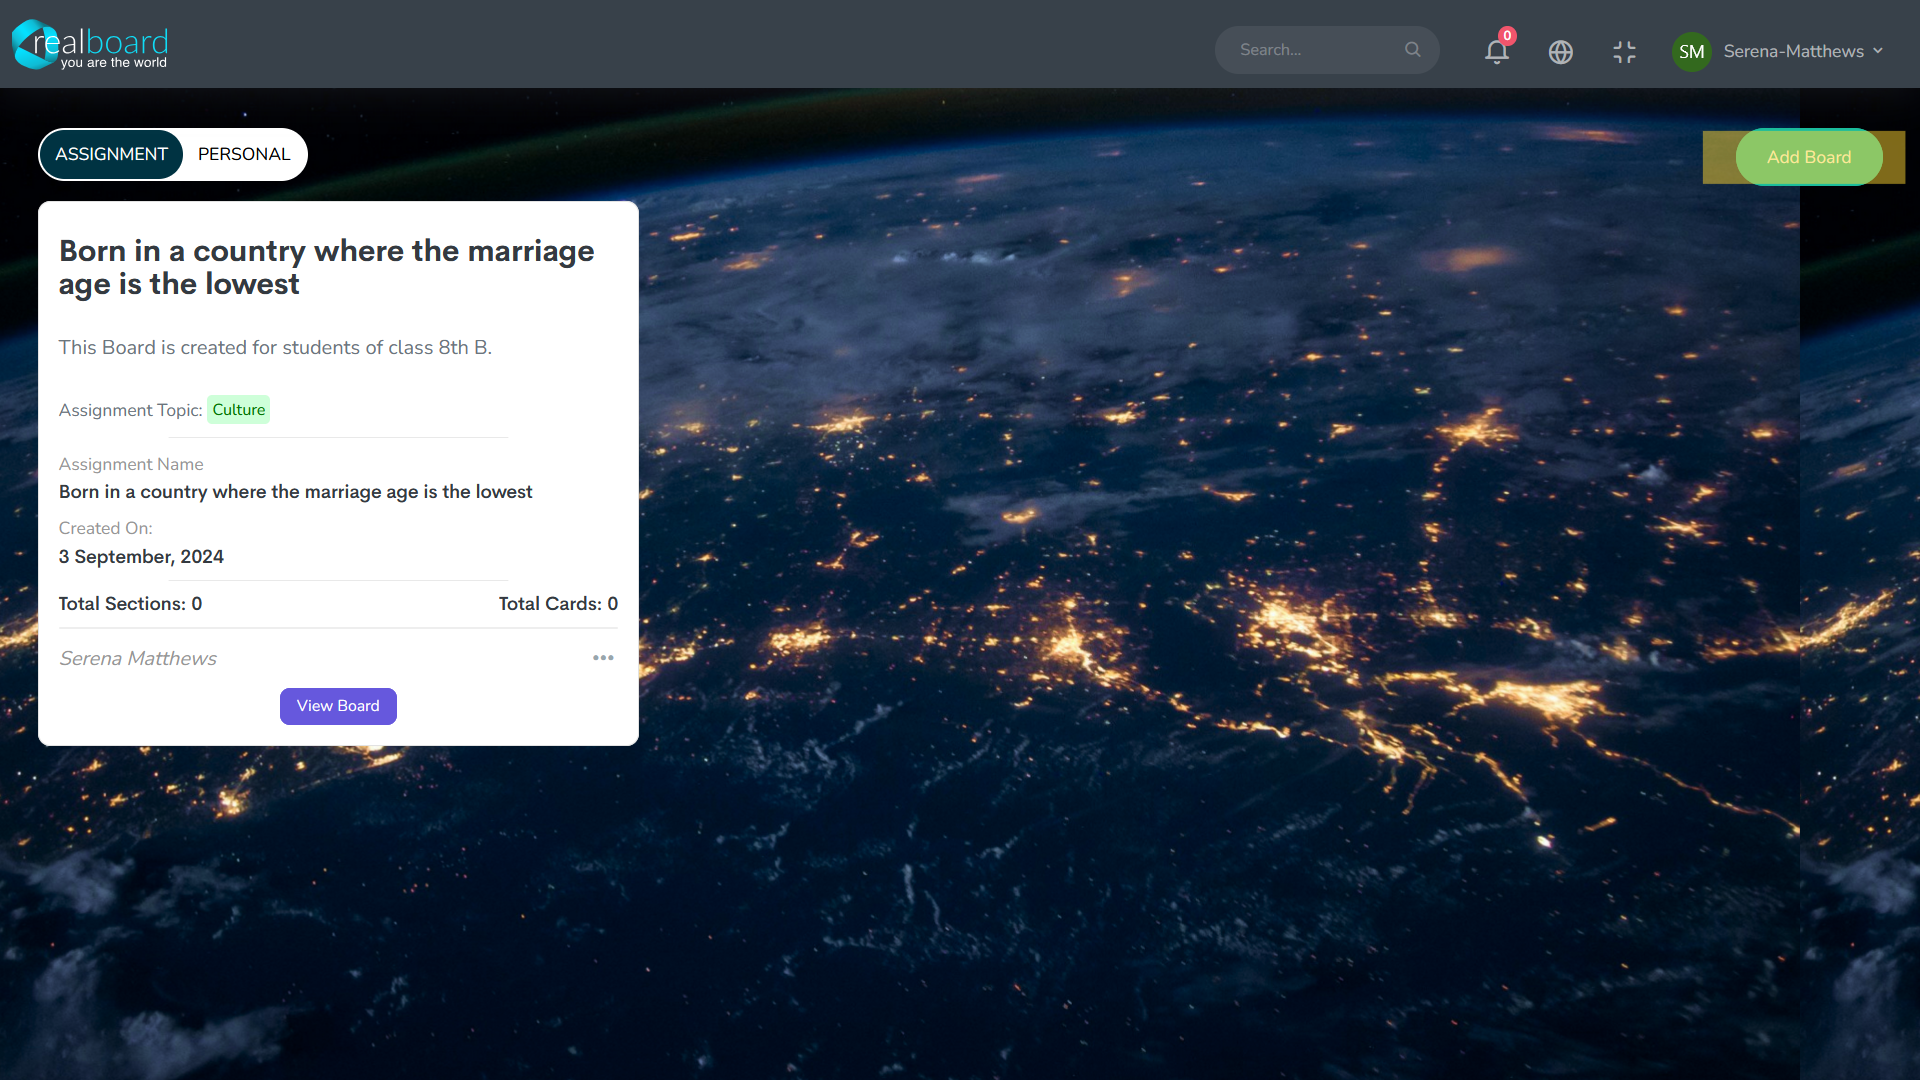 realboard
you are the world
Search...
0
SM
Serena-Matthews
ASSIGNMENT
PERSONAL
Add Board
Born in a country where the marriage
age is the lowest
This Board is created for students of class 8th B.
Assignment Topic: Culture
Assignment Name
Born in a country where the marriage age is the lowest
Created On:
3 September, 2024
Total Sections: 0
Total Cards: 0
Serena Matthews
View Board